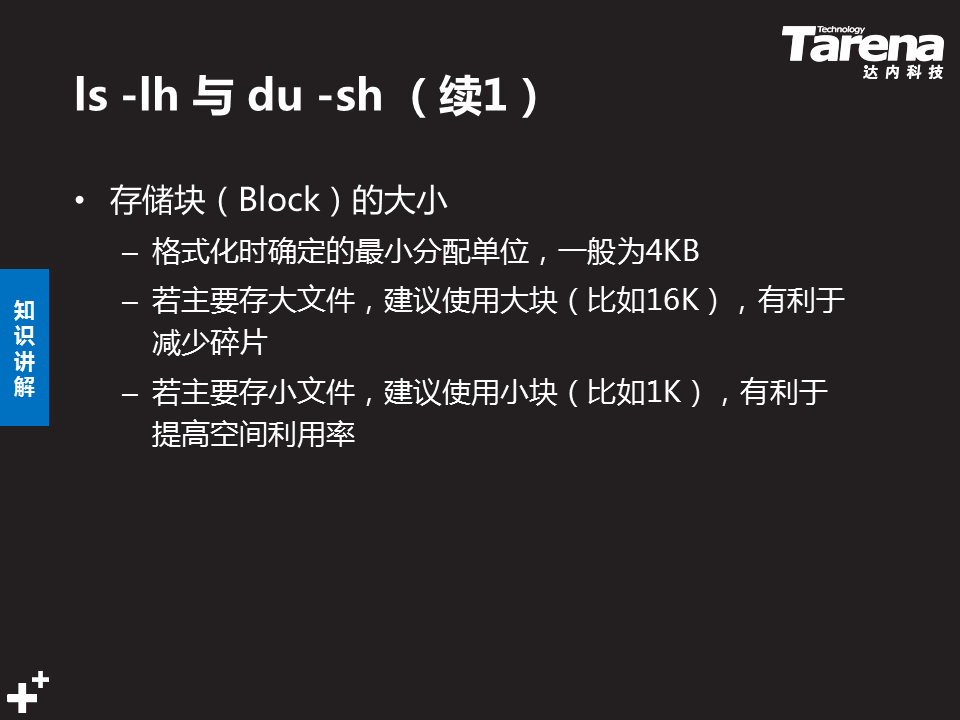 Technology
Tarena
达内科技
ls -lh 与 du -sh （续1）
• 存储块（Block）的大小
– 格式化时确定的最小分配单位，一般为4KB
– 若主要存大文件，建议使用大块（比如16K），有利于
减少碎片
– 若主要存小文件，建议使用小块（比如1K），有利于
提高空间利用率
知
识
讲
解